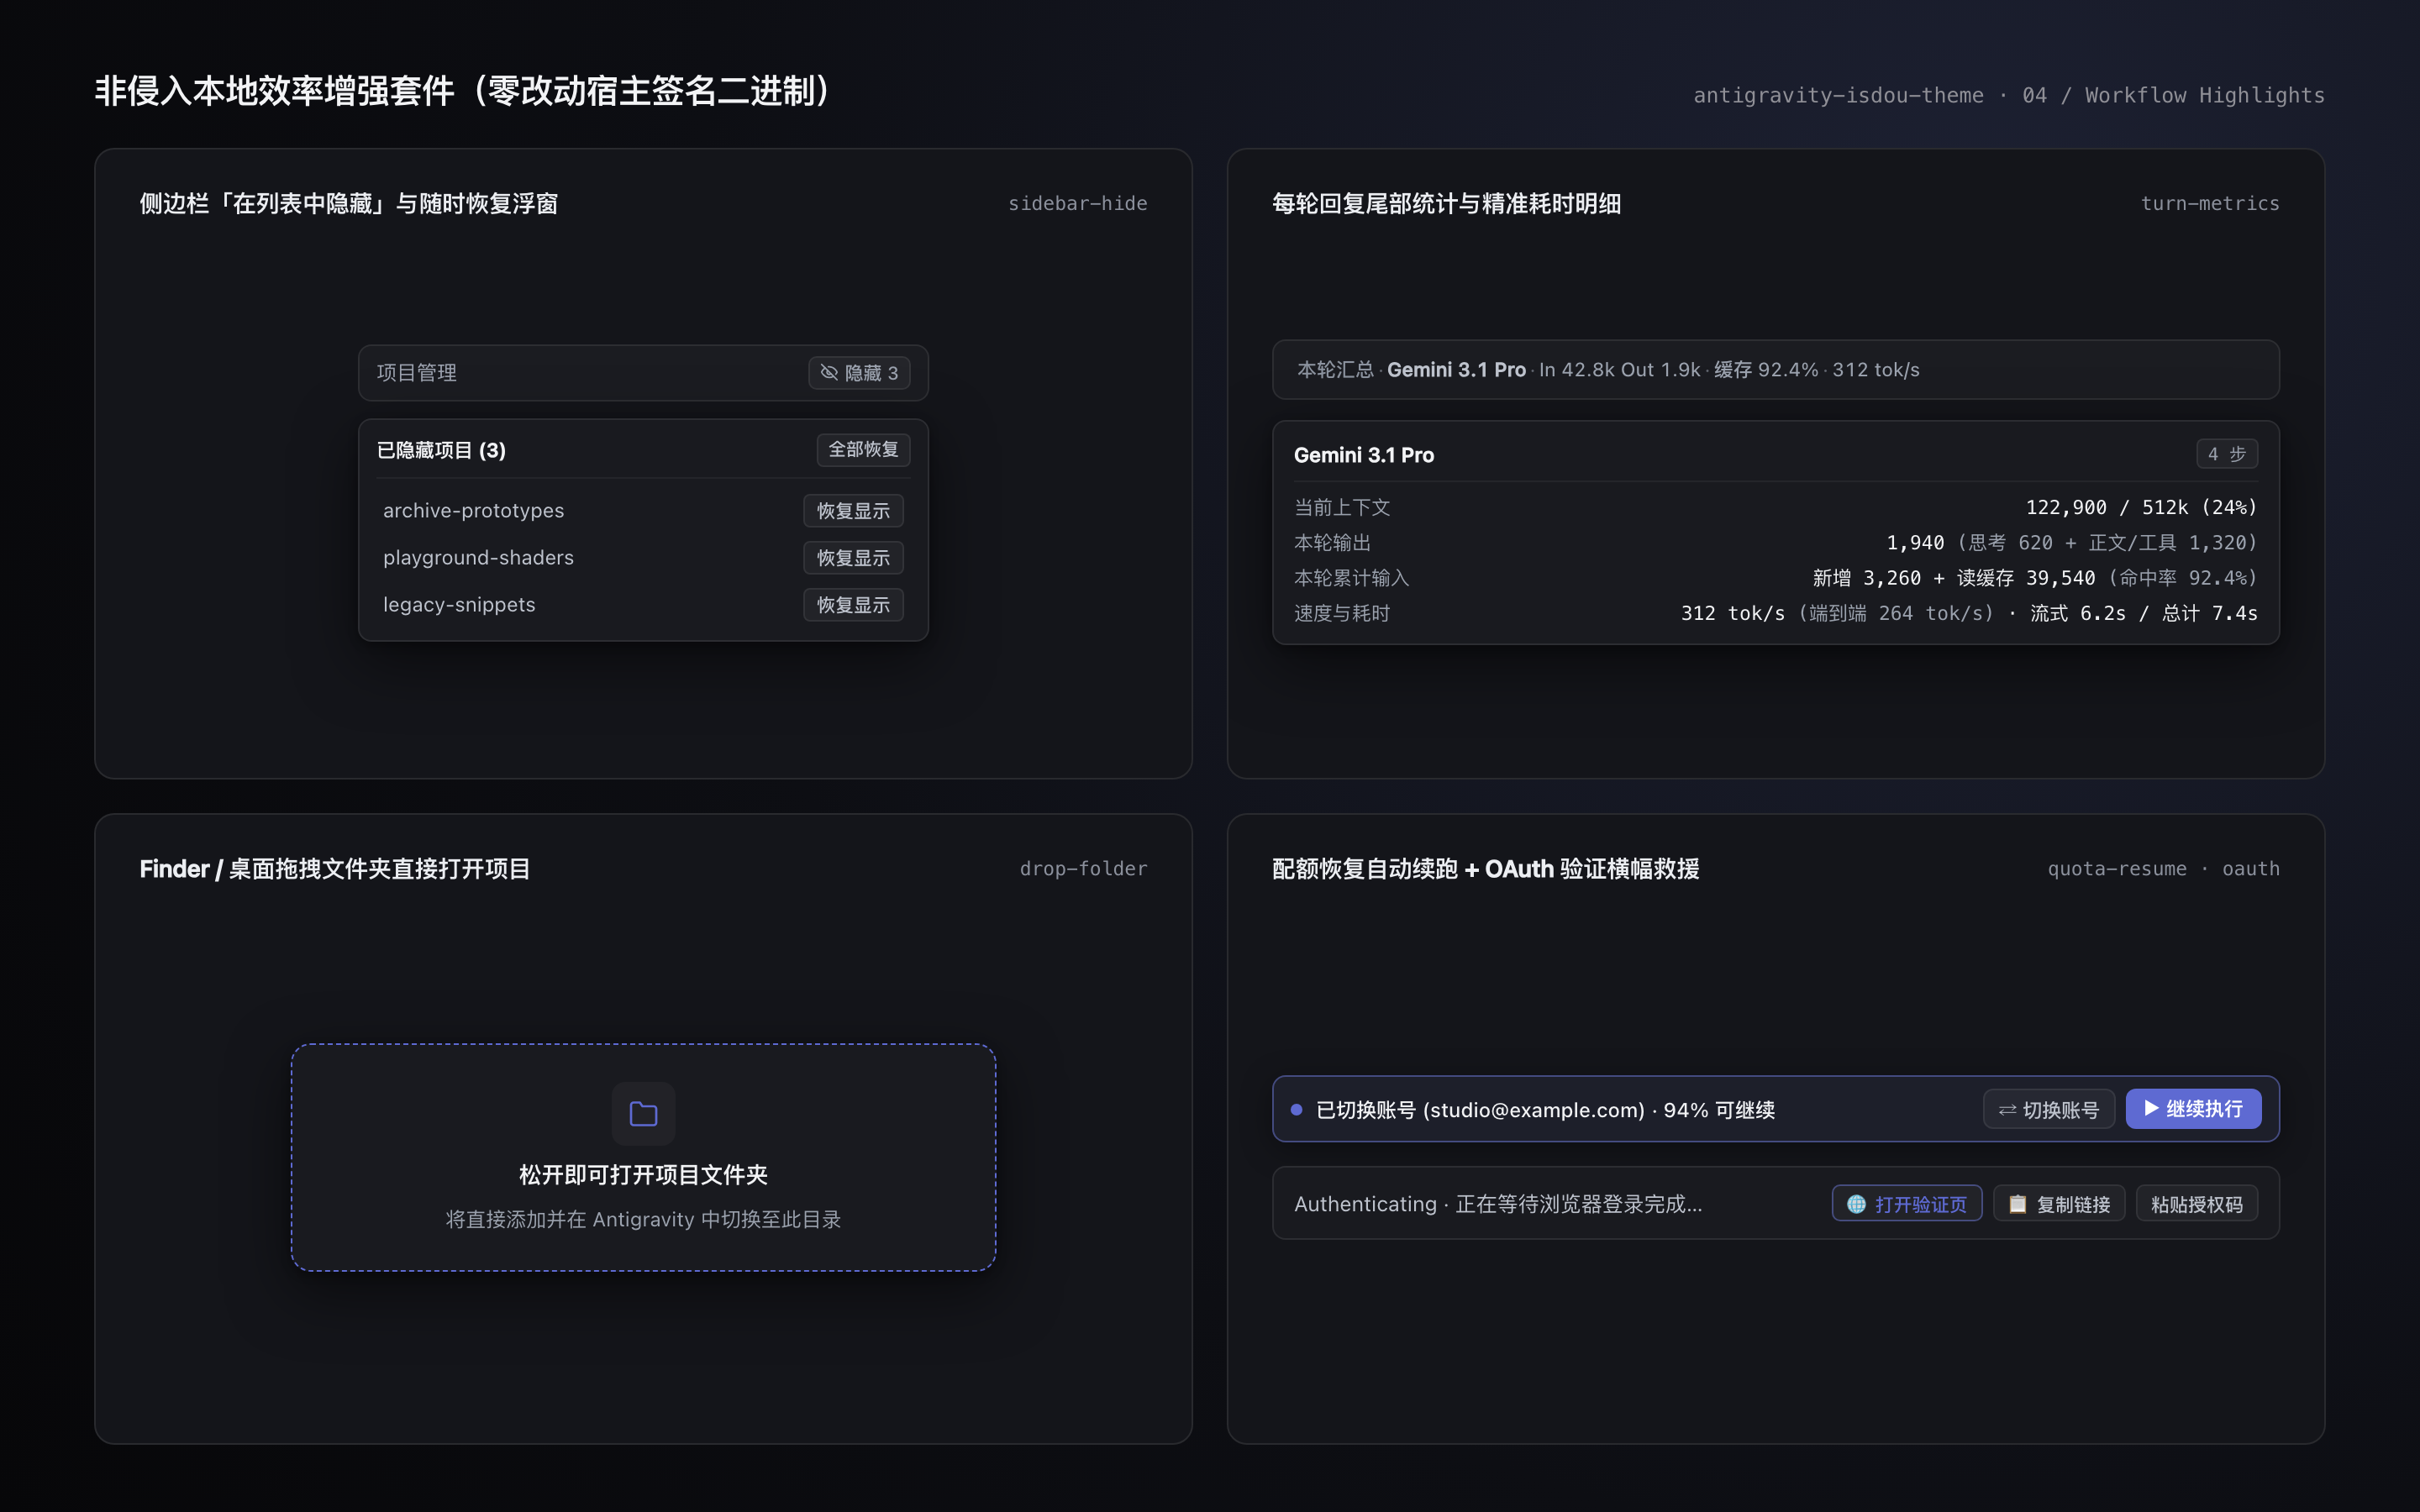 非侵入本地效率增强套件（零改动宿主签名二进制）
antigravity-isdou-theme · 04 / Workflow Highlights
侧边栏「在列表中隐藏」与随时恢复浮窗
sidebar-hide
项目管理
隐藏 3
已隐藏项目 (3)
全部恢复
archive-prototypes
恢复显示
playground-shaders
恢复显示
legacy-snippets
恢复显示
每轮回复尾部统计与精准耗时明细
turn-metrics
本轮汇总 · Gemini 3.1 Pro · In 42.8k Out 1.9k · 缓存 92.4% · 312 tok/s
Gemini 3.1 Pro
4 步
当前上下文
122,900 / 512k (24%)
本轮输出
1,940 (思考 620 + 正文/工具 1,320)
本轮累计输入
新增 3,260 + 读缓存 39,540 (命中率 92.4%)
速度与耗时
312 tok/s (端到端 264 tok/s) · 流式 6.2s / 总计 7.4s
Finder / 桌面拖拽文件夹直接打开项目
drop-folder
松开即可打开项目文件夹
将直接添加并在 Antigravity 中切换至此目录
配额恢复自动续跑 + OAuth 验证横幅救援
quota-resume · oauth
已切换账号 (studio@example.com) · 94% 可继续
⇄ 切换账号
▶ 继续执行
Authenticating · 正在等待浏览器登录完成...
🌐 打开验证页
📋 复制链接
粘贴授权码